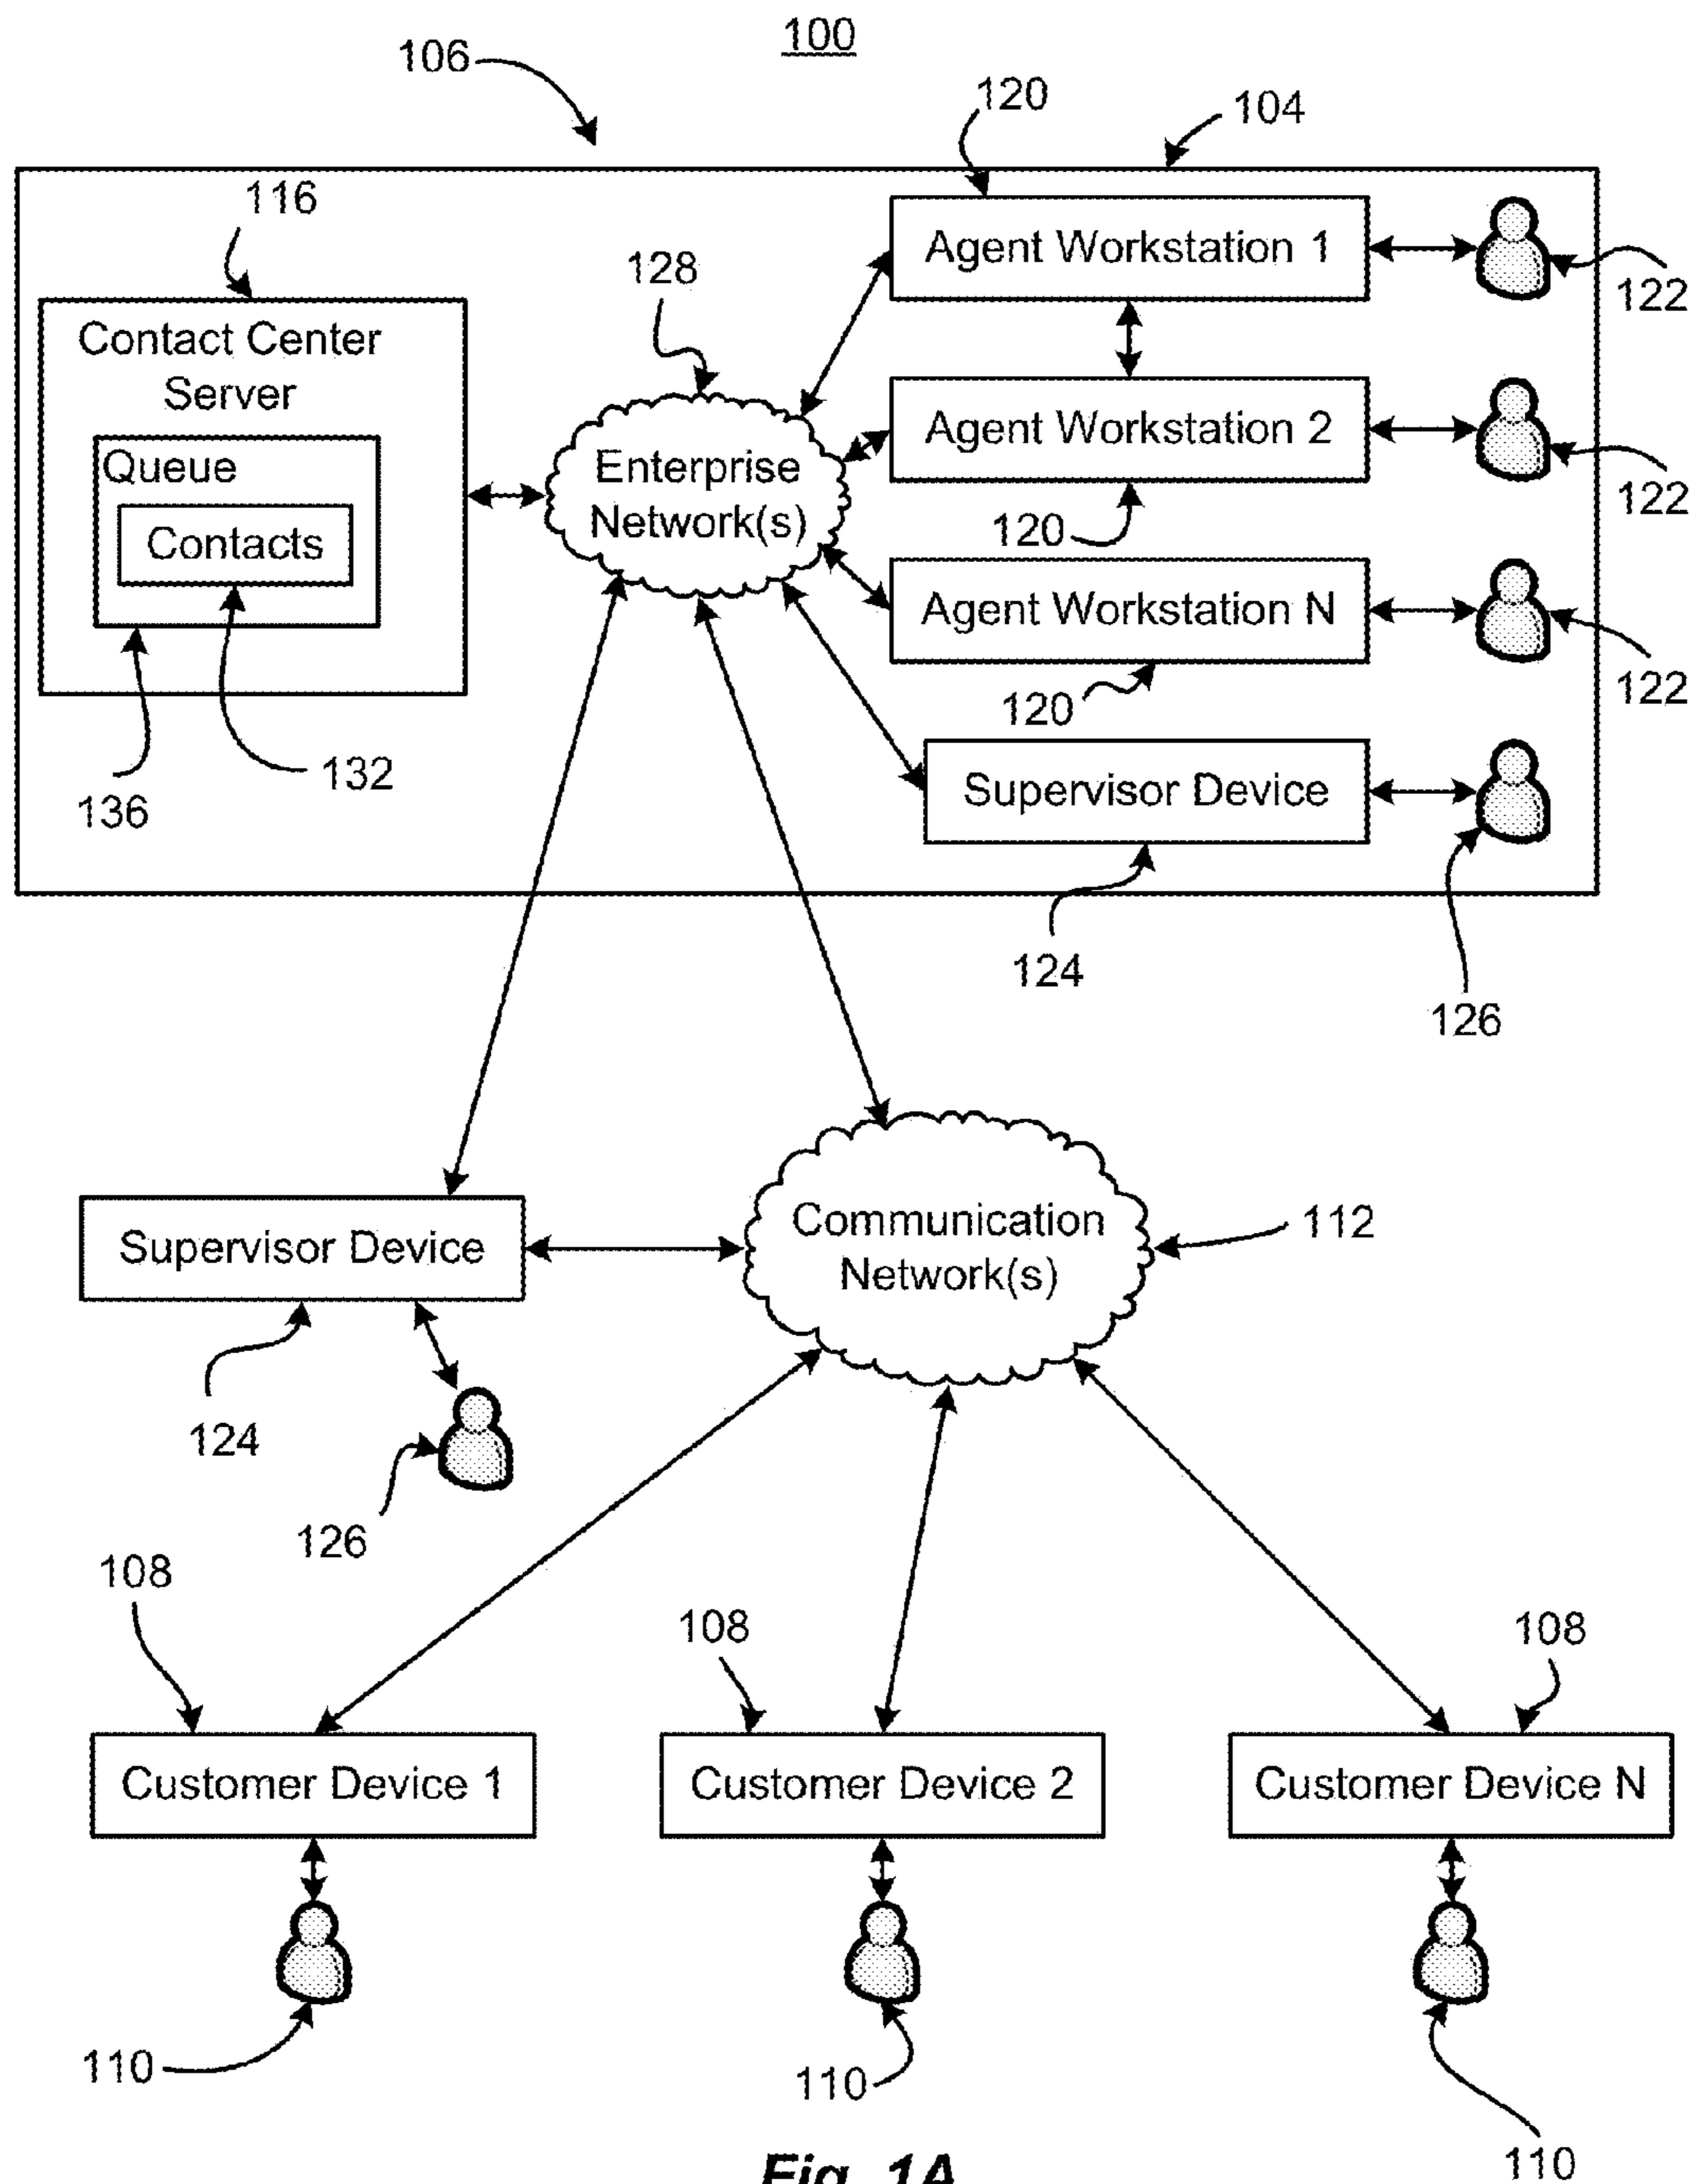 100
106
120
104
116
Agent Workstation 1
122
128
Contact Center
Server
Agent Workstation 2
122
Queue
Enterprise
Network(s)
120
Contacts
Agent Workstation N
122
120
132
136
Supervisor Device
124
126
Communication
Network(s)
112
Supervisor Device
124
126
108
108
108
Customer Device 1
Customer Device 2
Customer Device N
110
110
110
Fig. 1A